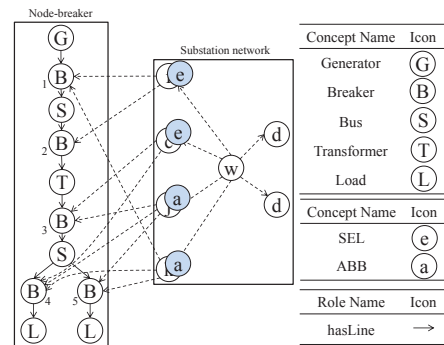 Node-breaker
Substation network
G
B
1
S
B
2
T
B
3
S
B
4
B
5
L
L
e
e
a
a
w
d
d
Concept Name Icon
Generator G
Breaker B
Bus S
Transformer T
Load L
Concept Name Icon
SEL e
ABB a
Role Name Icon
hasLine